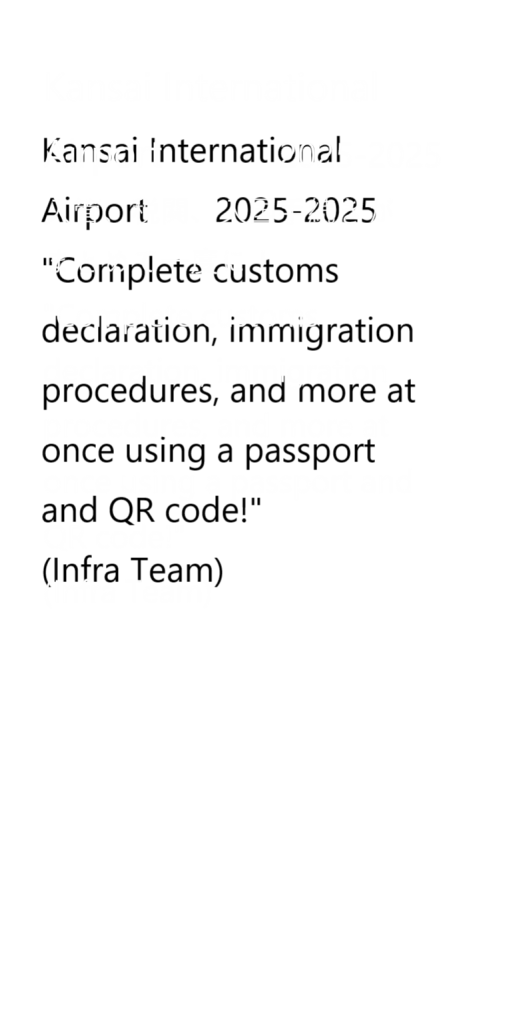 Kansai International
Airport 2025-2025
"Complete customs
declaration, immigration
procedures, and more at
once using a passport
and QR code!"
(Infra Team)